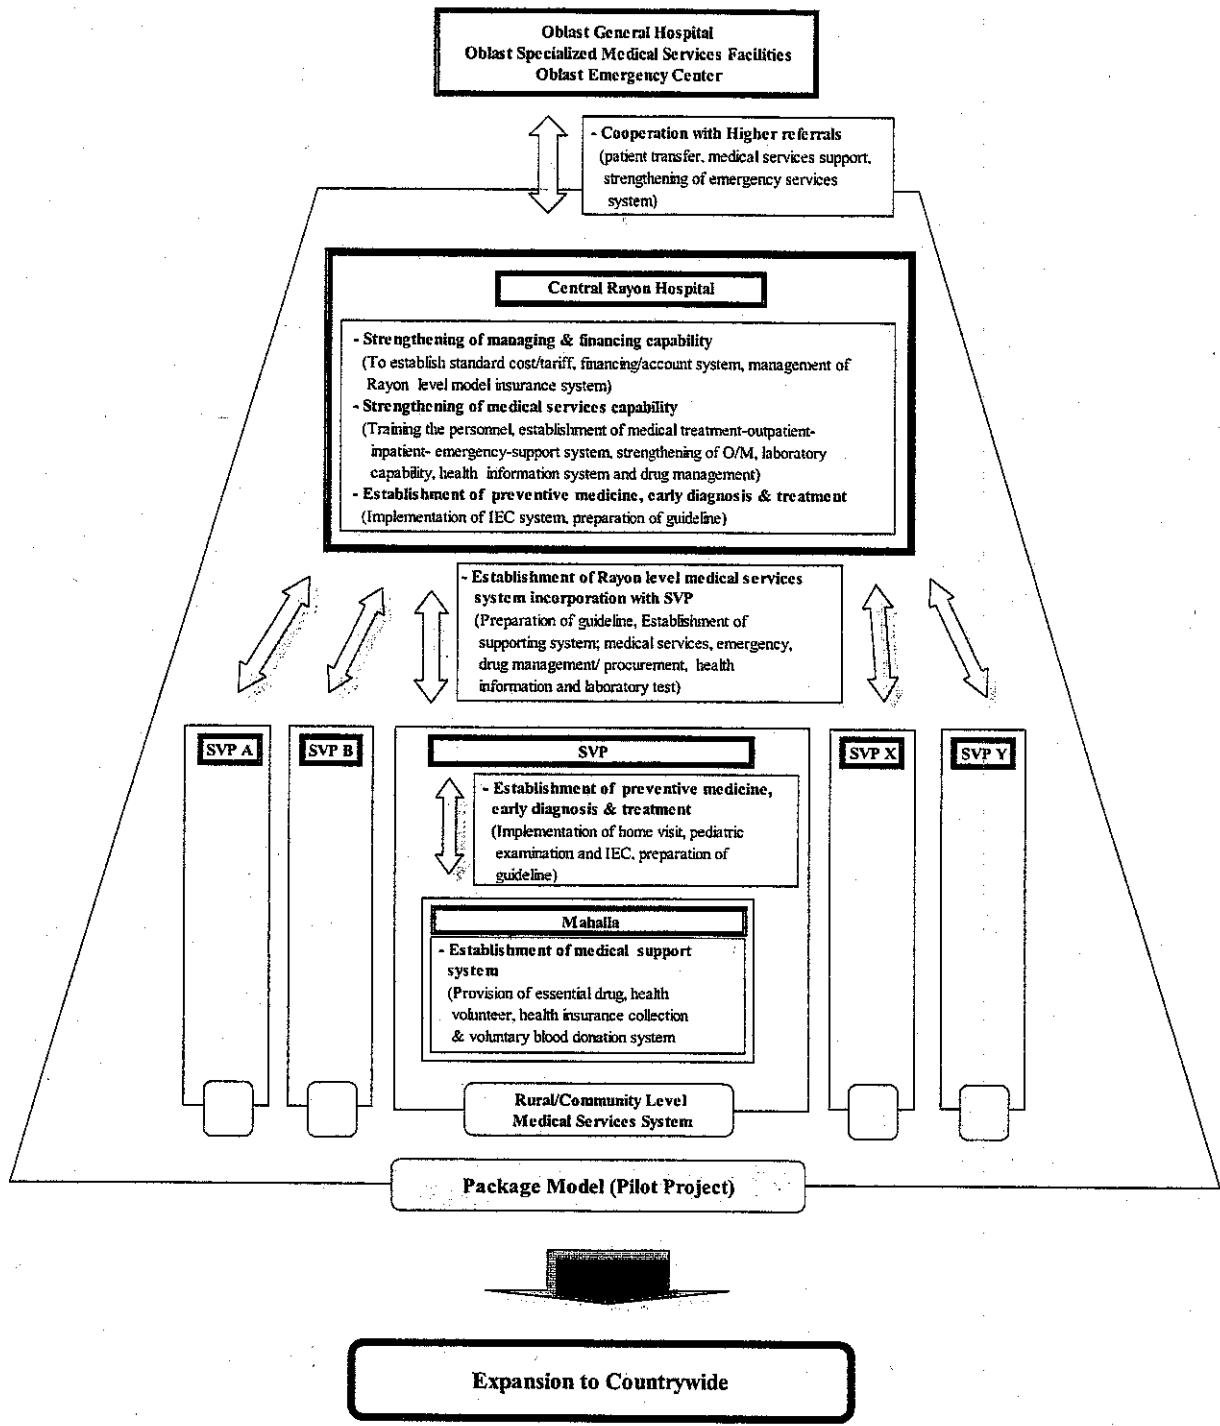 Oblast General Hospital
Oblast Specialized Medical Services Facilities
Oblast Emergency Center
- Cooperation with Higher referrals
(patient transfer, medical services support,
strengthening of emergency services
system)
Central Rayon Hospital
- Strengthening of managing & financing capability
(To establish standard cost/tariff, financing/account system, management of
Rayon level model insurance system)
- Strengthening of medical services capability
(Training the personnel, establishment of medical treatment-outpatient-
inpatient- emergency-support system, strengthening of O/M, laboratory
capability, health information system and drug management)
- Establishment of preventive medicine, early diagnosis & treatment
(Implementation of IEC system, preparation of guideline)
- Establishment of Rayon level medical services
system incorporation with SVP
(Preparation of guideline, Establishment of
supporting system; medical services, emergency,
drug management/ procurement, health
information and laboratory test)
SVP A
SVP B
SVP
SVP X
SVP Y
- Establishment of preventive medicine,
early diagnosis & treatment
(Implementation of home visit, pediatric
examination and IEC, preparation of
guideline)
Mahalla
- Establishment of medical support
system
(Provision of essential drug, health
volunteer, health insurance collection
& voluntary blood donation system
Rural/Community Level
Medical Services System
Package Model (Pilot Project)
Expansion to Countrywide